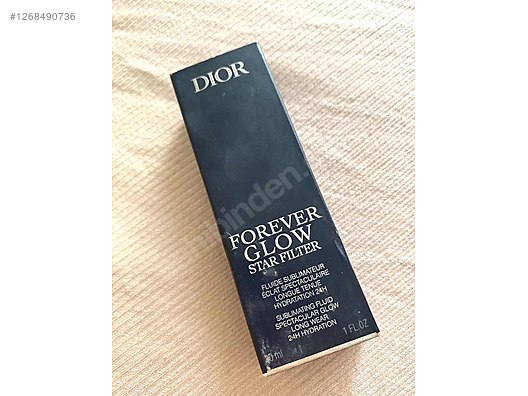 #1268490736
DIOR
FOREVER
GLOW
STAR FILTER
FLUIDE SUBLIMATEUR
ÉCLAT SPECTACULAIRE
LONGUE TENUE
HYDRATATION 24H
SUBLIMATING FLUID
SPECTACULAR GLOW
LONG WEAR
24H HYDRATION
ml 1 FL.OZ